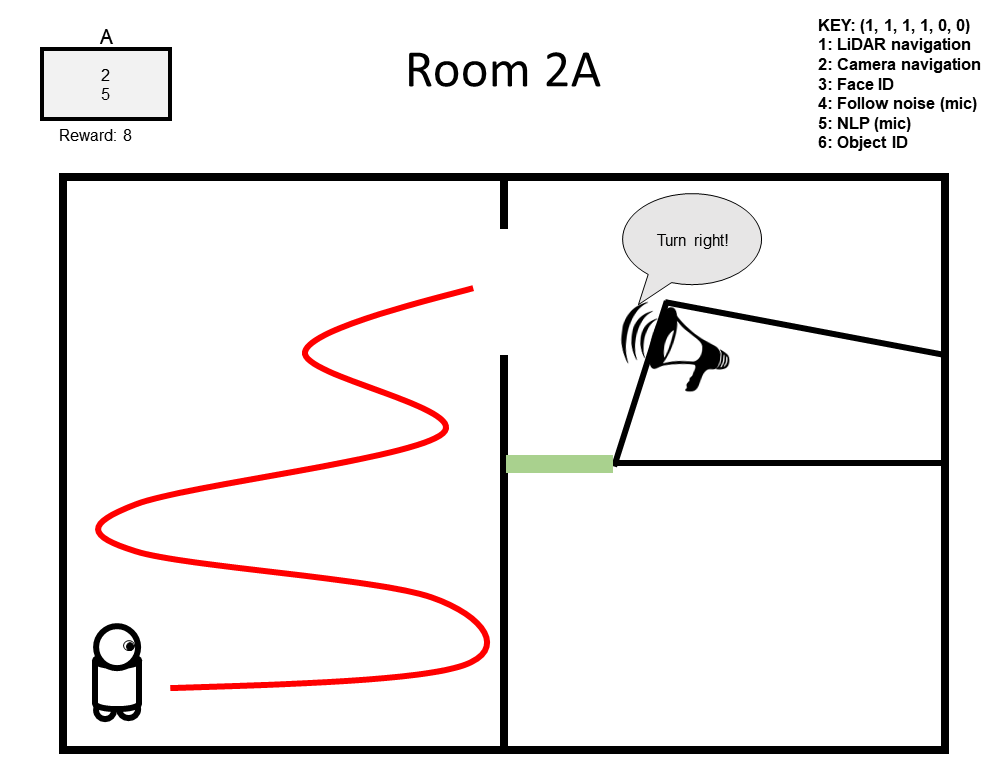 A
2
5
Reward: 8
Room 2A
KEY: (1, 1, 1, 1, 0, 0)
1: LiDAR navigation
2: Camera navigation
3: Face ID
4: Follow noise (mic)
5: NLP (mic)
6: Object ID
Turn right!